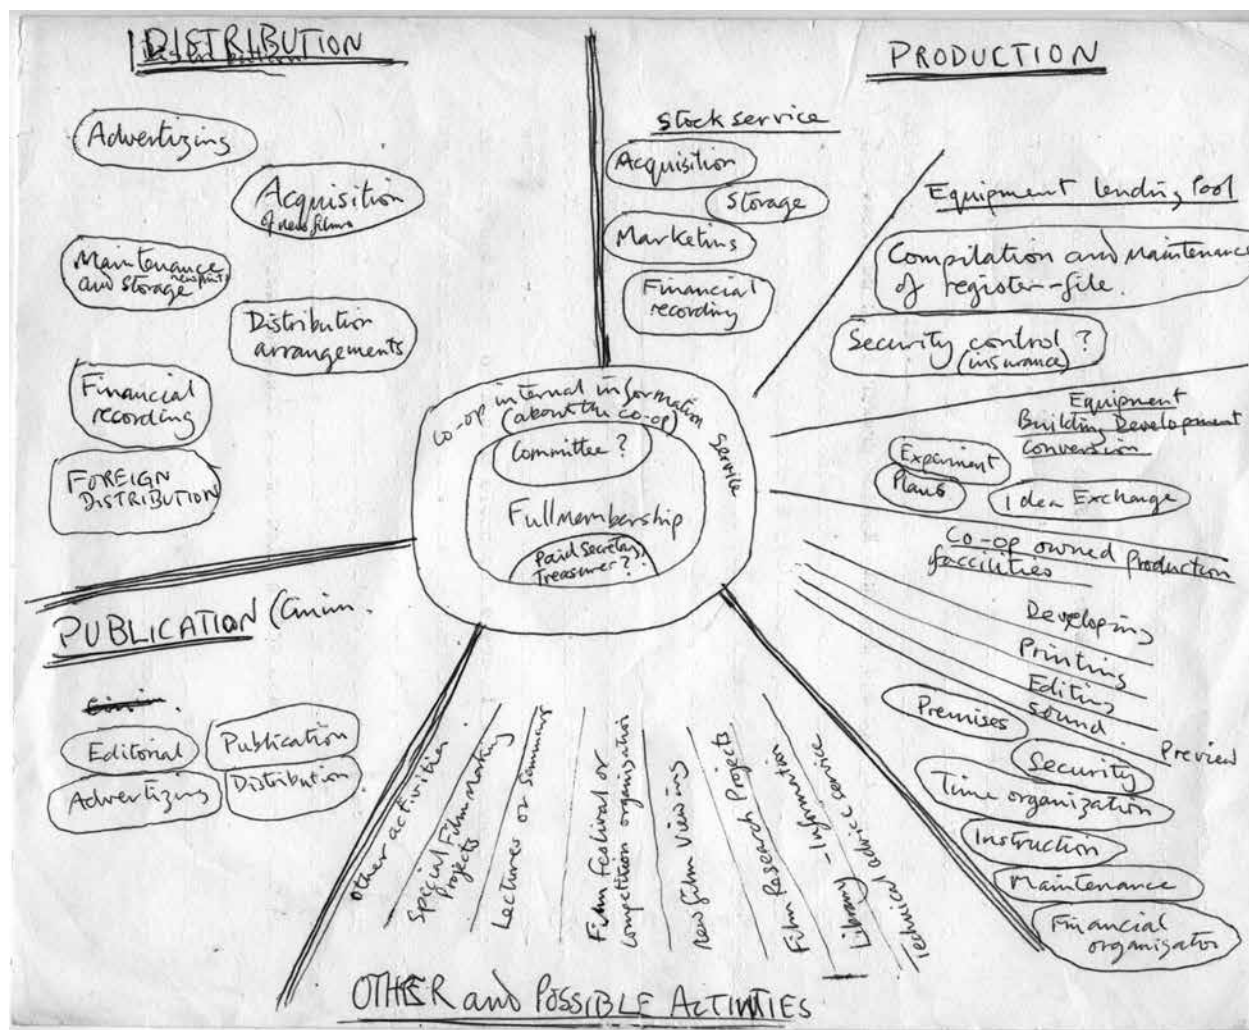 DISTRIBUTION
Advertizing
Acquisition
of new films
Maintenance
and storage
Distribution
arrangements
Financial
recording
FOREIGN
DISTRIBUTION
PRODUCTION
Stock service
Acquisition
Storage
Marketing
Financial
recording
Equipment lending Pool
Compilation and Maintenance
of register-file.
Security control ?
(insurance)
Equipment
Building Development
Conversion
Experiment
Plans
Idea Exchange
Co-op owned Production
faccilities
Developing
Printing
Editing
Sound
Preview
Premises
Security
Time organization
Instruction
Maintenance
Financial
organisation
co-op internal information service
(about the co-op)
Committee ?
Full membership
Paid Secretary,
Treasurer ?
PUBLICATION (
Editorial
Publication
Advertizing
Distribution
Other activities
Special Filmmaking
Projects
Lectures or seminars
Film festival or
competition organization
New film viewing
Film Research Projects
Library - Information
Technical advice service
OTHER and POSSIBLE ACTIVITIES